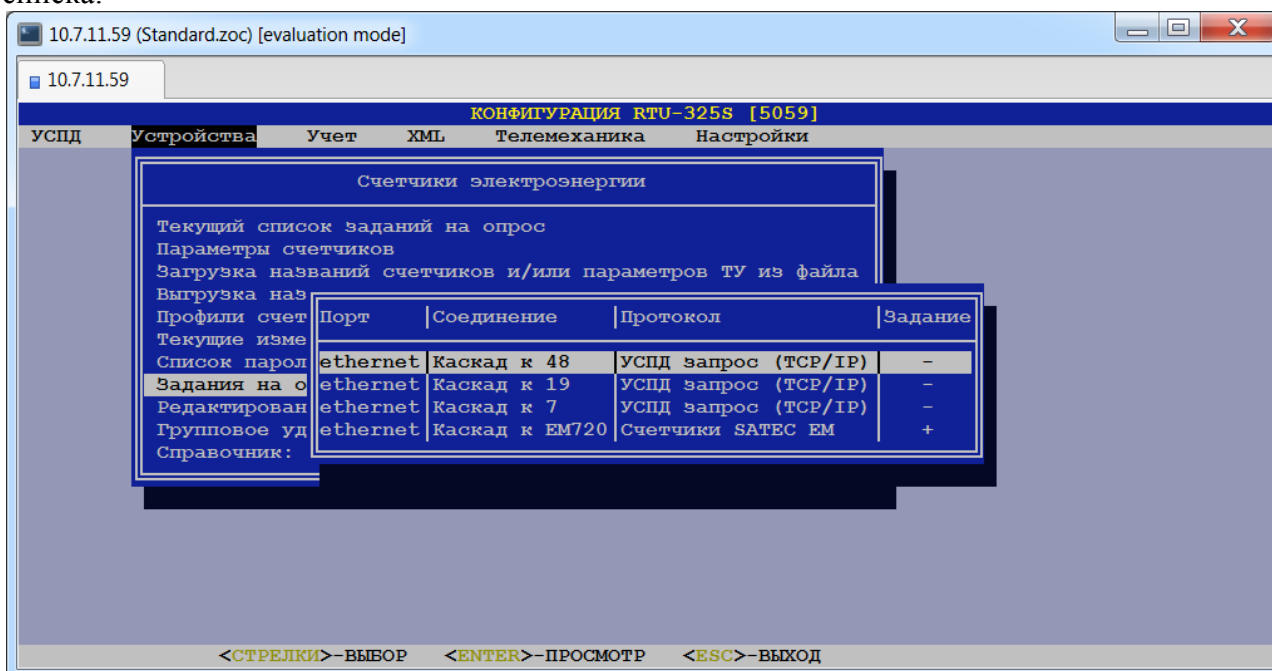 списка.
10.7.11.59 (Standard.zoc) [evaluation mode]
10.7.11.59
КОНФИГУРАЦИЯ RTU-325S [5059]
УСПД Устройства Учет XML Телемеханика Настройки
Счетчики электроэнергии
Текущий список заданий на опрос
Параметры счетчиков
Загрузка названий счетчиков и/или параметров ТУ из файла
Выгрузка наз
Профили счет
Текущие изме
Список парол
Задания на о
Редактирован
Групповое уд
Справочник:
Порт Соединение Протокол Задание
ethernet Каскад к 48 УСПД запрос (TCP/IP) -
ethernet Каскад к 19 УСПД запрос (TCP/IP) -
ethernet Каскад к 7 УСПД запрос (TCP/IP) -
ethernet Каскад к EM720 Счетчики SATEC EM +
<СТРЕЛКИ>-ВЫБОР <ENTER>-ПРОСМОТР <ESC>-ВЫХОД